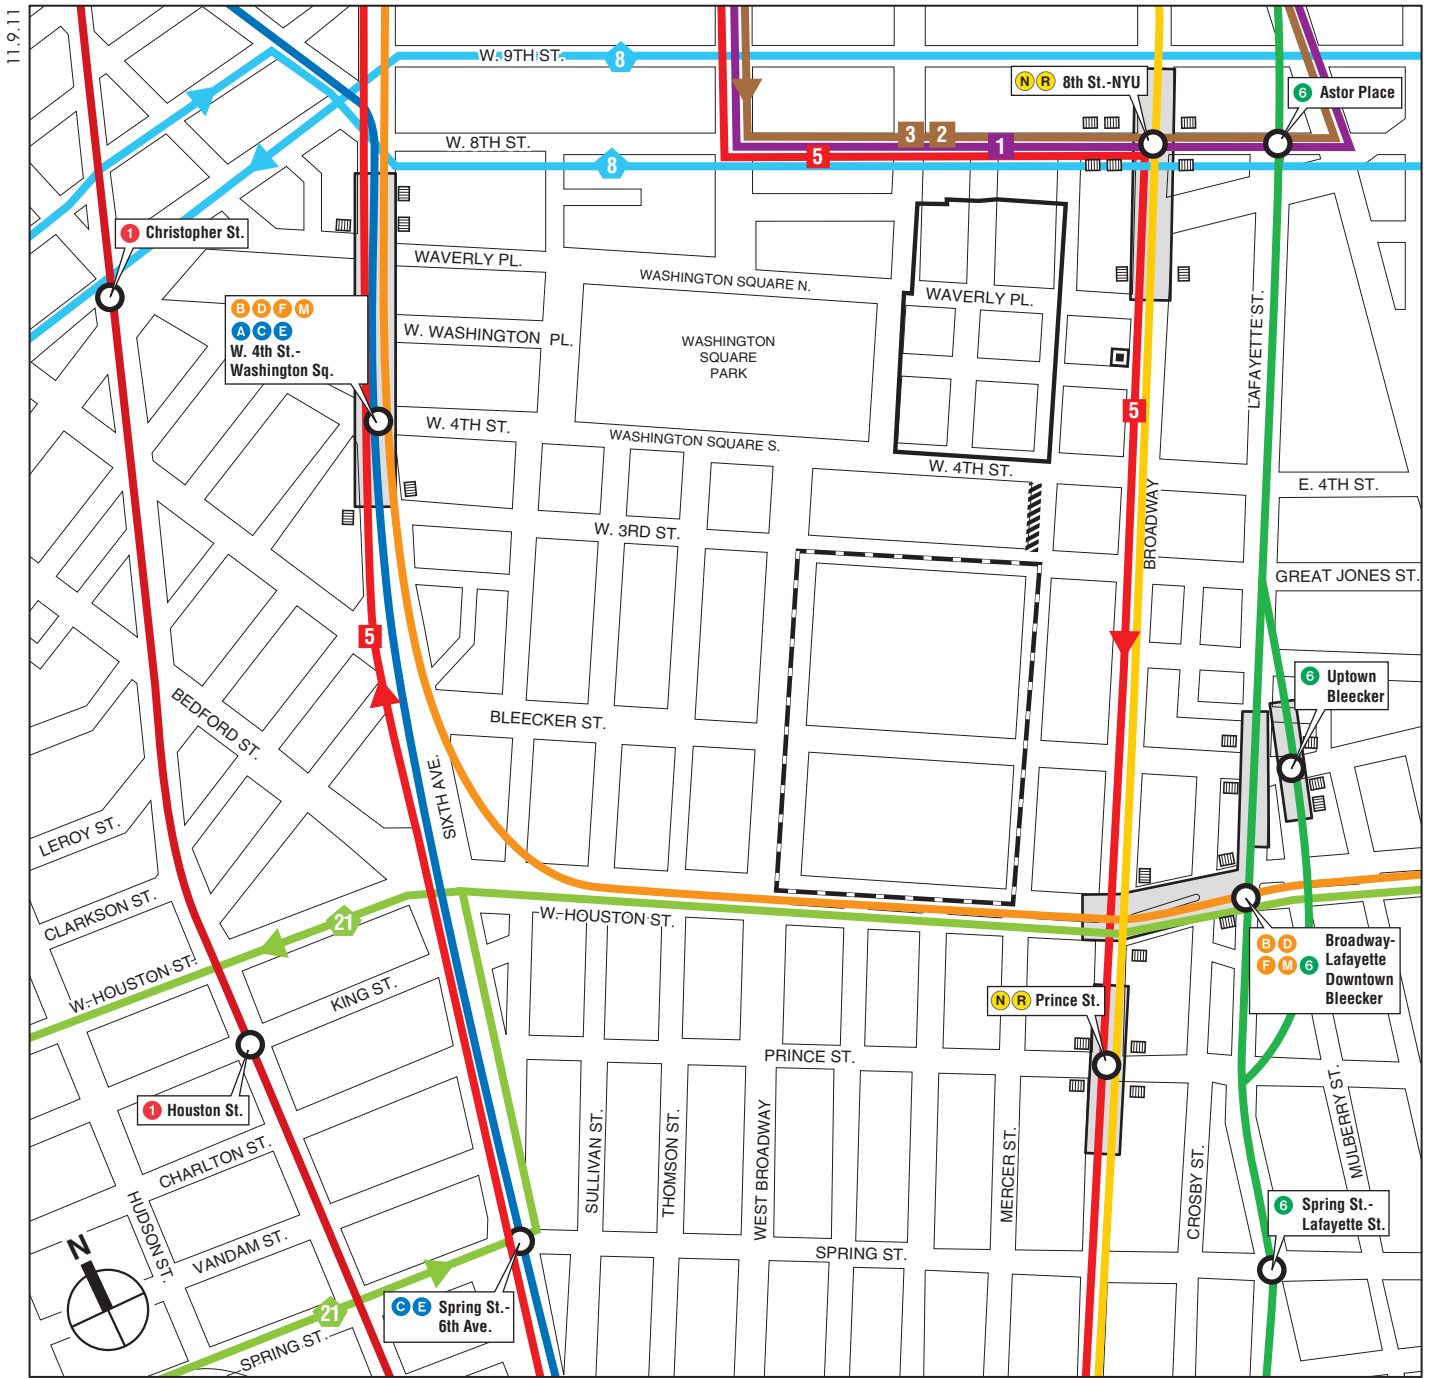 11.9.11
W. 9TH ST.
8
N R 8th St.-NYU
6 Astor Place
3 2
1
5
W. 8TH ST.
8
1 Christopher St.
WAVERLY PL.
WASHINGTON SQUARE N.
WAVERLY PL.
LAFAYETTE ST.
B D F M
A C E
W. 4th St.-
Washington Sq.
W. WASHINGTON PL.
WASHINGTON
SQUARE
PARK
5
W. 4TH ST.
WASHINGTON SQUARE S.
W. 4TH ST.
E. 4TH ST.
W. 3RD ST.
BROADWAY
GREAT JONES ST.
5
6 Uptown
Bleecker
BEDFORD ST.
BLEECKER ST.
SIXTH AVE.
LEROY ST.
CLARKSON ST.
21
W. HOUSTON ST.
B D
F M 6
Broadway-
Lafayette
Downtown
Bleecker
W. HOUSTON ST.
KING ST.
N R Prince St.
PRINCE ST.
1 Houston St.
SULLIVAN ST.
THOMSON ST.
WEST BROADWAY
MERCER ST.
CROSBY ST.
MULBERRY ST.
CHARLTON ST.
HUDSON ST.
VANDAM ST.
6 Spring St.-
Lafayette St.
SPRING ST.
N
C E Spring St.-
6th Ave.
21
SPRING ST.